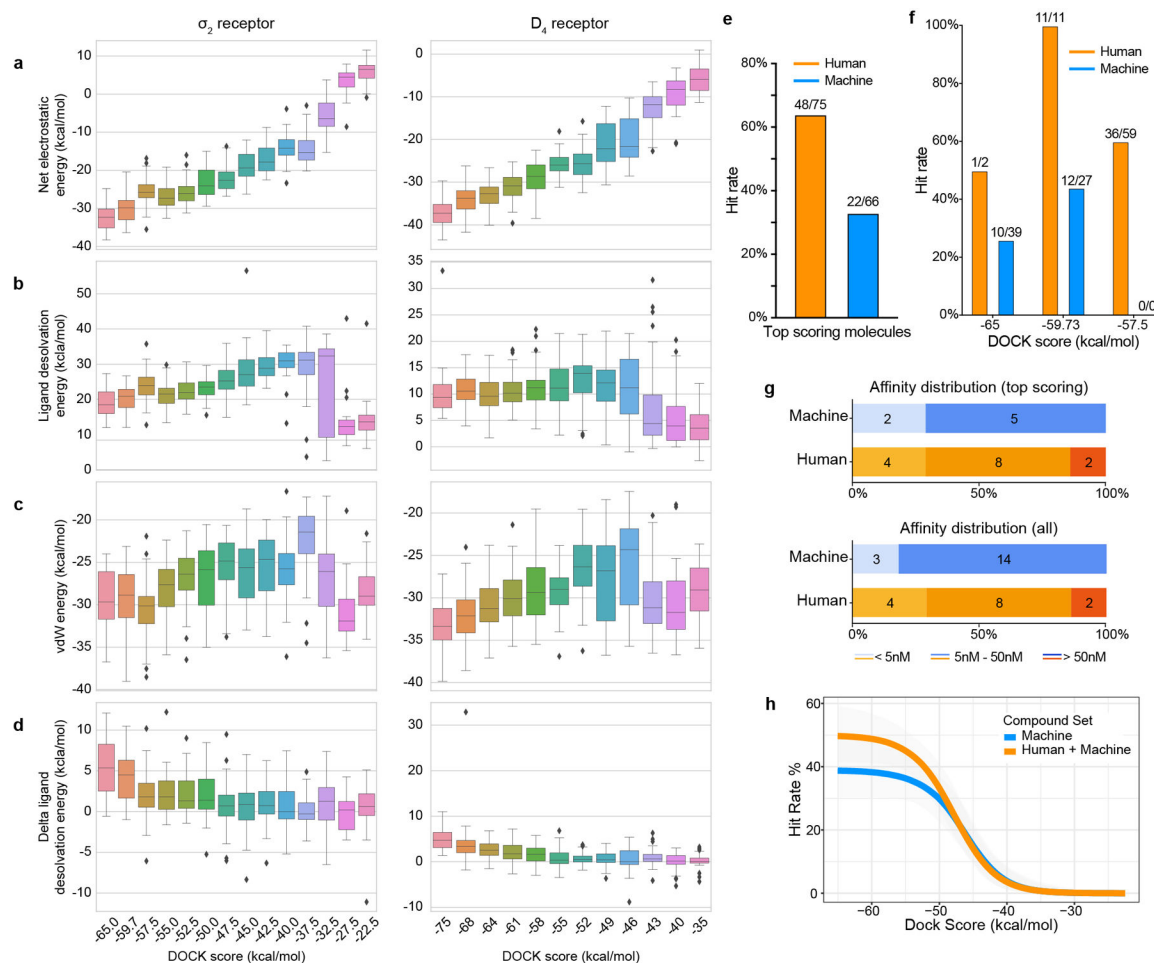 σ2 receptor
D4 receptor
a
Net electrostatic
energy (kcal/mol)
10
0
-10
-20
-30
-40
0
-10
-20
-30
-40
b
Ligand desolvation
energy (kcla/mol)
50
40
30
20
10
0
35
30
25
20
15
10
5
0
c
vdW energy (kcal/mol)
-20
-25
-30
-35
-40
d
Delta ligand
desolvation energy (kcla/mol)
10
5
0
-5
-10
30
20
10
0
-10
-65.0
-59.7
-57.5
-55.0
-52.5
-50.0
-47.5
-45.0
-42.5
-40.0
-37.5
-32.5
-27.5
-22.5
DOCK score (kcal/mol)
-75
-68
-64
-61
-58
-55
-52
-49
-46
-43
-40
-35
DOCK score (kcal/mol)
e
Human
Machine
80%
60%
40%
20%
0%
Hit rate
48/75
22/66
Top scoring molecules
f
Human
Machine
100%
80%
60%
40%
20%
0%
Hit rate
1/2
10/39
11/11
12/27
36/59
0/0
-65
-59.73
-57.5
DOCK score (kcal/mol)
g
Affinity distribution (top scoring)
Machine
2
5
Human
4
8
2
0%
50%
100%
Affinity distribution (all)
Machine
3
14
Human
4
8
2
0%
50%
100%
< 5nM
5nM - 50nM
> 50nM
h
Compound Set
Machine
Human + Machine
60
40
20
0
Hit Rate %
-60
-50
-40
-30
Dock Score (kcal/mol)